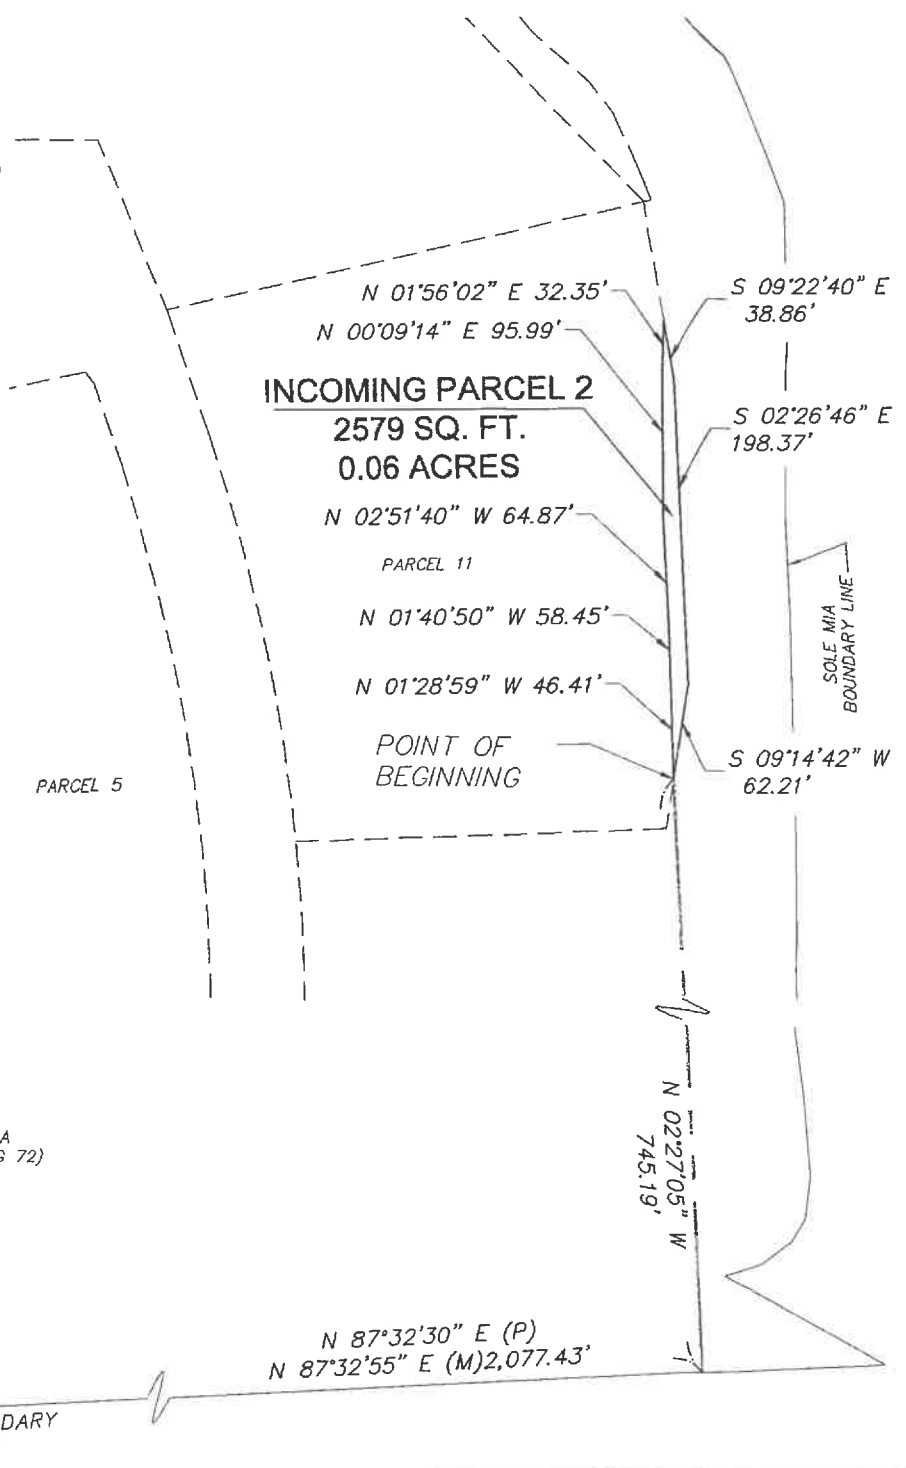 N 01°56'02" E 32.35'
S 09°22'40" E
38.86'
N 00°09'14" E 95.99'
INCOMING PARCEL 2
2579 SQ. FT.
0.06 ACRES
S 02°26'46" E
198.37'
N 02°51'40" W 64.87'
PARCEL 11
SOLE MIA
BOUNDARY LINE
N 01°40'50" W 58.45'
N 01°28'59" W 46.41'
POINT OF
BEGINNING
S 09°14'42" W
62.21'
PARCEL 5
N 02°27'05" W
745.19'
A
72)
N 87°32'30" E (P)
N 87°32'55" E (M)2,077.43'
DARY